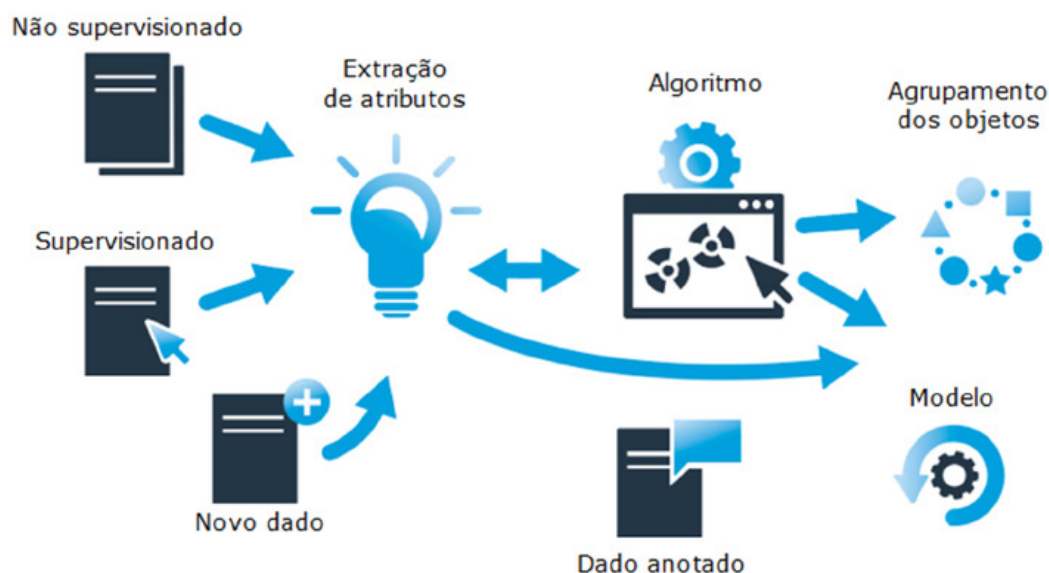 Não supervisionado
Extração
de atributos
Algoritmo
Agrupamento
dos objetos
Supervisionado
Modelo
Novo dado
Dado anotado